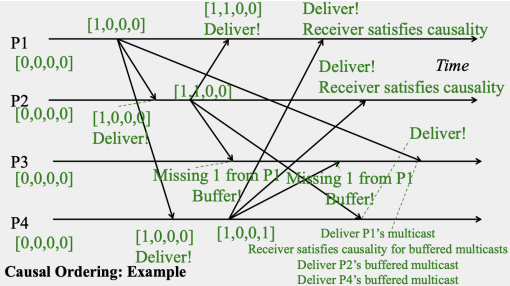 [1,1,0,0]
Deliver!
[1,0,0,0]
Deliver!
Receiver satisfies causality
P1
[0,0,0,0]
Time
Deliver!
Receiver satisfies causality
P2
[0,0,0,0]
[1,1,0,0]
[1,0,0,0]
Deliver!
Deliver!
P3
[0,0,0,0]
Missing 1 from P1
Buffer!
Missing 1 from P1
Buffer!
P4
[0,0,0,0]
[1,0,0,0]
Deliver!
[1,0,0,1]
Deliver P1's multicast
Receiver satisfies causality for buffered multicasts
Deliver P2's buffered multicast
Deliver P4's buffered multicast
Causal Ordering: Example